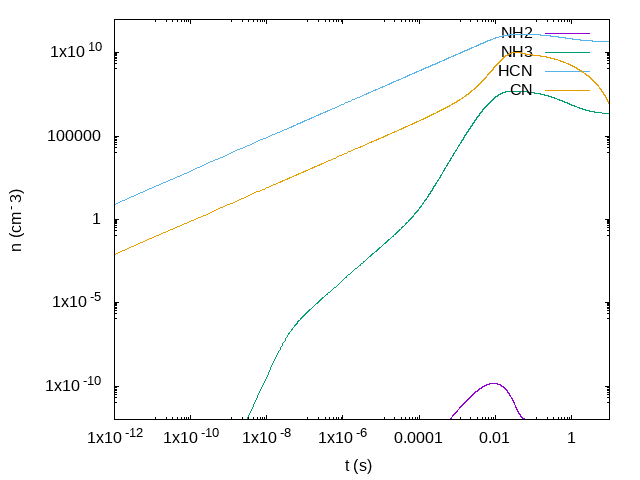 NH2
NH3
HCN
CN
1x10 10
100000
1
1x10 -5
1x10 -10
n (cm- 3)
1x10 -12
1x10 -10
1x10 -8
1x10 -6
0.0001
0.01
1
t (s)